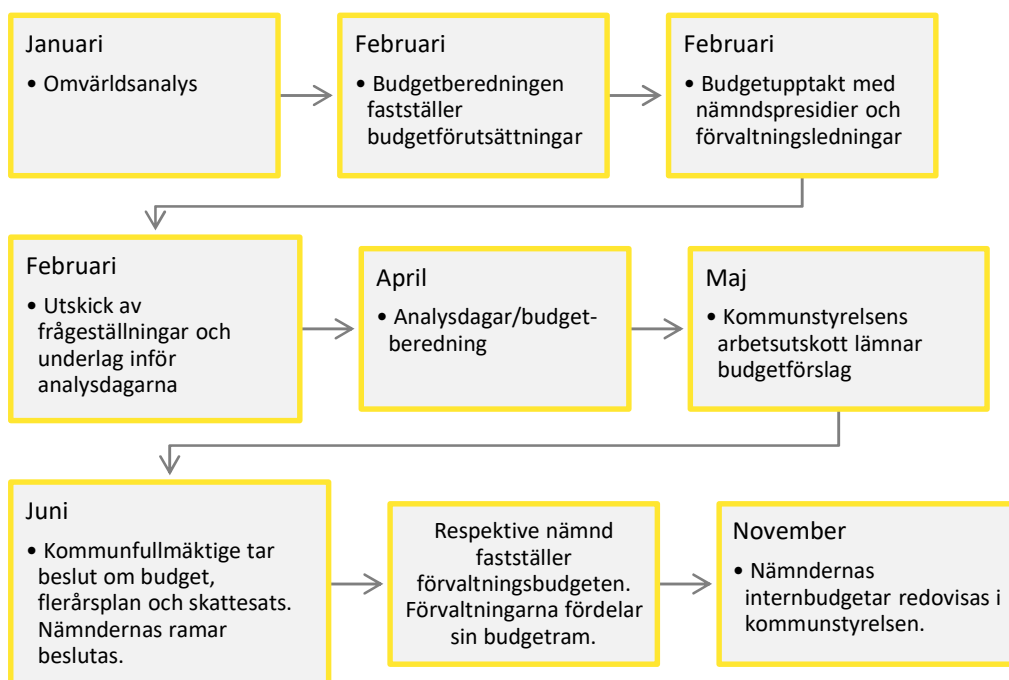 Januari
• Omvärldsanalys
Februari
• Budgetberedningen
fastställer
budgetförutsättningar
Februari
• Budgetupptakt med
nämndspresidier och
förvaltningsledningar
Februari
• Utskick av
frågeställningar och
underlag inför
analysdagarna
April
• Analysdagar/budget-
beredning
Maj
• Kommunstyrelsens
arbetsutskott lämnar
budgetförslag
Juni
• Kommunfullmäktige tar
beslut om budget,
flerårsplan och skattesats.
Nämndernas ramar
beslutas.
Respektive nämnd
fastställer
förvaltningsbudgeten.
Förvaltningarna fördelar
sin budgetram.
November
• Nämndernas
internbudgetar redovisas i
kommunstyrelsen.